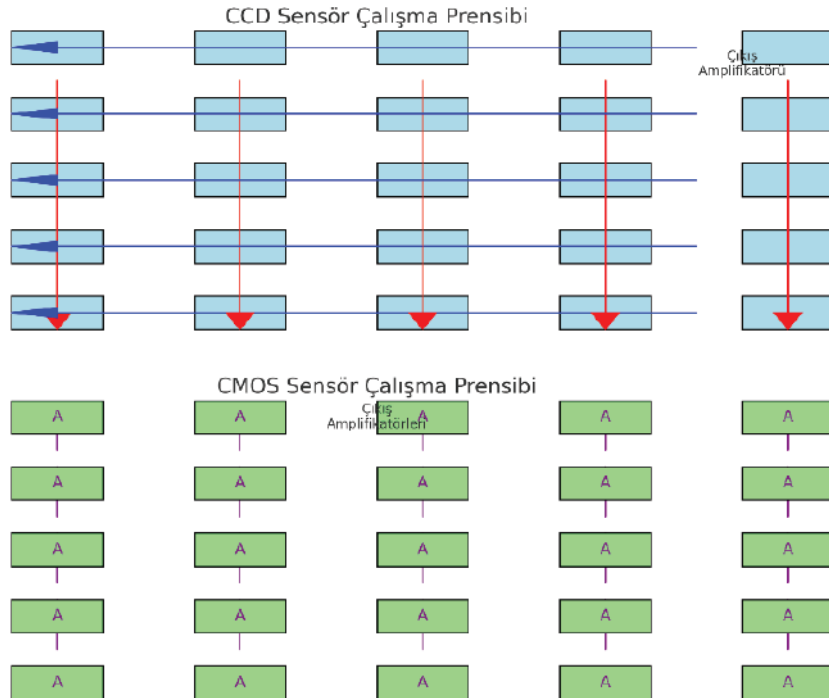 CCD Sensör Çalışma Prensibi
Çıkış
Amplifikatörü
CMOS Sensör Çalışma Prensibi
Çıkış
Amplifikatörleri
A A A A A
A A A A A
A A A A A
A A A A A
A A A A A